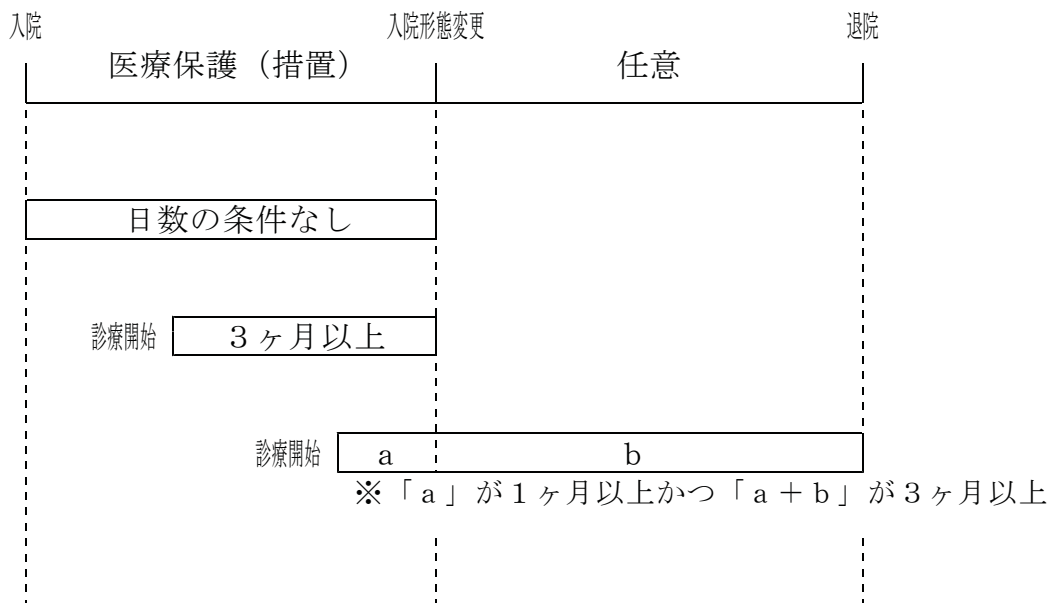 入院
入院形態変更
退院
医療保護（措置）
任意
日数の条件なし
診療開始
３ヶ月以上
診療開始
ａ
ｂ
※「ａ」が１ヶ月以上かつ「ａ＋ｂ」が３ヶ月以上